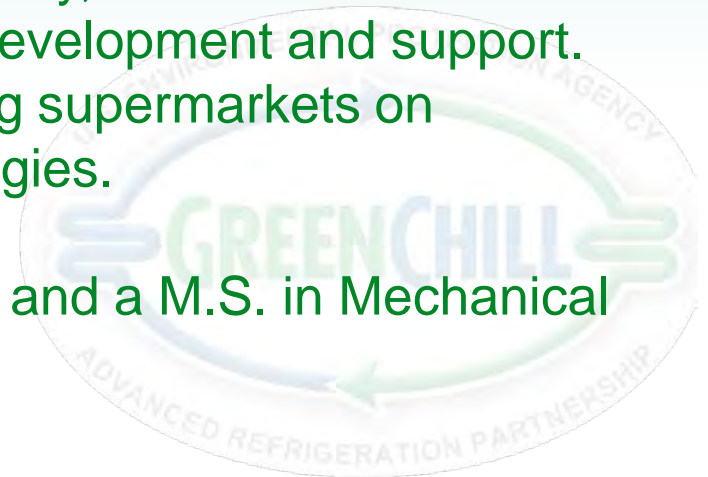 evelopment and support.
g supermarkets on
gies.
and a M.S. in Mechanical
GREENCHILL
ADVANCED REFRIGERATION PARTNERSHIP